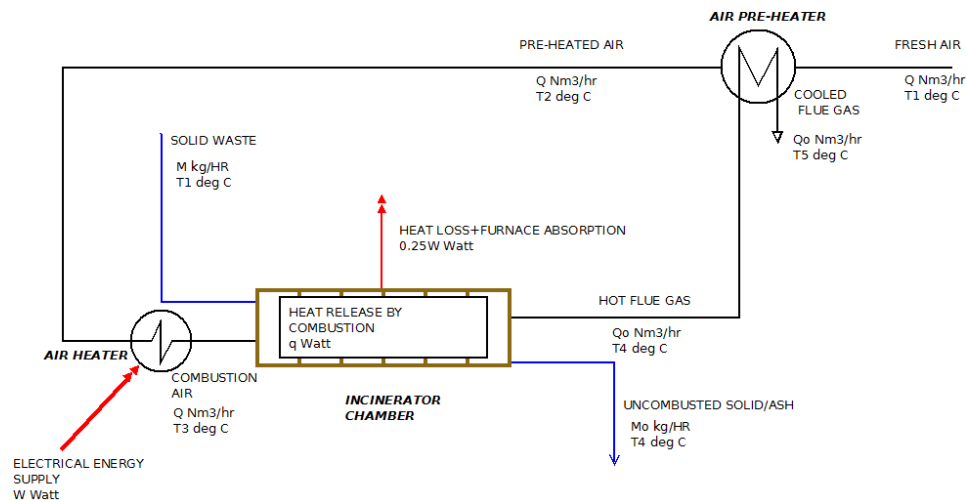 AIR PRE-HEATER
PRE-HEATED AIR
FRESH AIR
Q Nm3/hr
T2 deg C
Q Nm3/hr
T1 deg C
COOLED
FLUE GAS
Qo Nm3/hr
T5 deg C
SOLID WASTE
M kg/HR
T1 deg C
HEAT LOSS+FURNACE ABSORPTION
0.25W Watt
HEAT RELEASE BY
COMBUSTION
q Watt
HOT FLUE GAS
Qo Nm3/hr
T4 deg C
AIR HEATER
COMBUSTION
AIR
Q Nm3/hr
T3 deg C
INCINERATOR
CHAMBER
UNCOMBUSTED SOLID/ASH
Mo kg/HR
T4 deg C
ELECTRICAL ENERGY
SUPPLY
W Watt